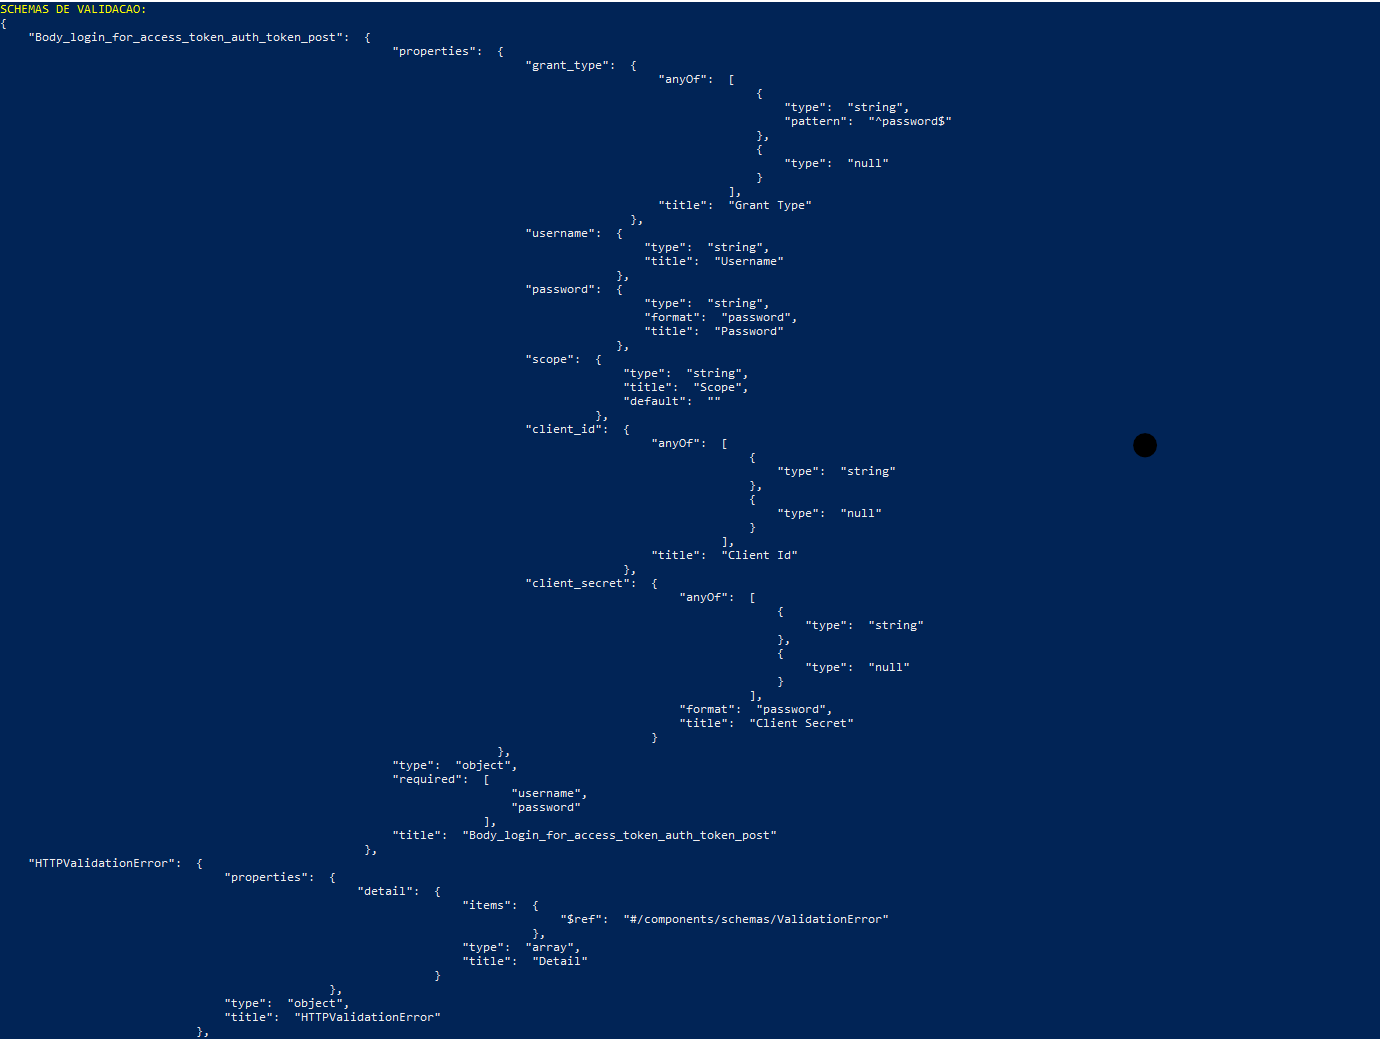 SCHEMAS DE VALIDACAO:
{
"Body_login_for_access_token_auth_token_post":  {
"properties":  {
"grant_type":  {
"anyOf":  [
{
"type":  "string",
"pattern":  "^password$"
},
{
"type":  "null"
}
],
"title":  "Grant Type"
},
"username":  {
"type":  "string",
"title":  "Username"
},
"password":  {
"type":  "string",
"format":  "password",
"title":  "Password"
},
"scope":  {
"type":  "string",
"title":  "Scope",
"default":  ""
},
"client_id":  {
"anyOf":  [
{
"type":  "string"
},
{
"type":  "null"
}
],
"title":  "Client Id"
},
"client_secret":  {
"anyOf":  [
{
"type":  "string"
},
{
"type":  "null"
}
],
"format":  "password",
"title":  "Client Secret"
}
},
"type":  "object",
"required":  [
"username",
"password"
],
"title":  "Body_login_for_access_token_auth_token_post"
},
"HTTPValidationError":  {
"properties":  {
"detail":  {
"items":  {
"$ref":  "#/components/schemas/ValidationError"
},
"type":  "array",
"title":  "Detail"
}
},
"type":  "object",
"title":  "HTTPValidationError"
},